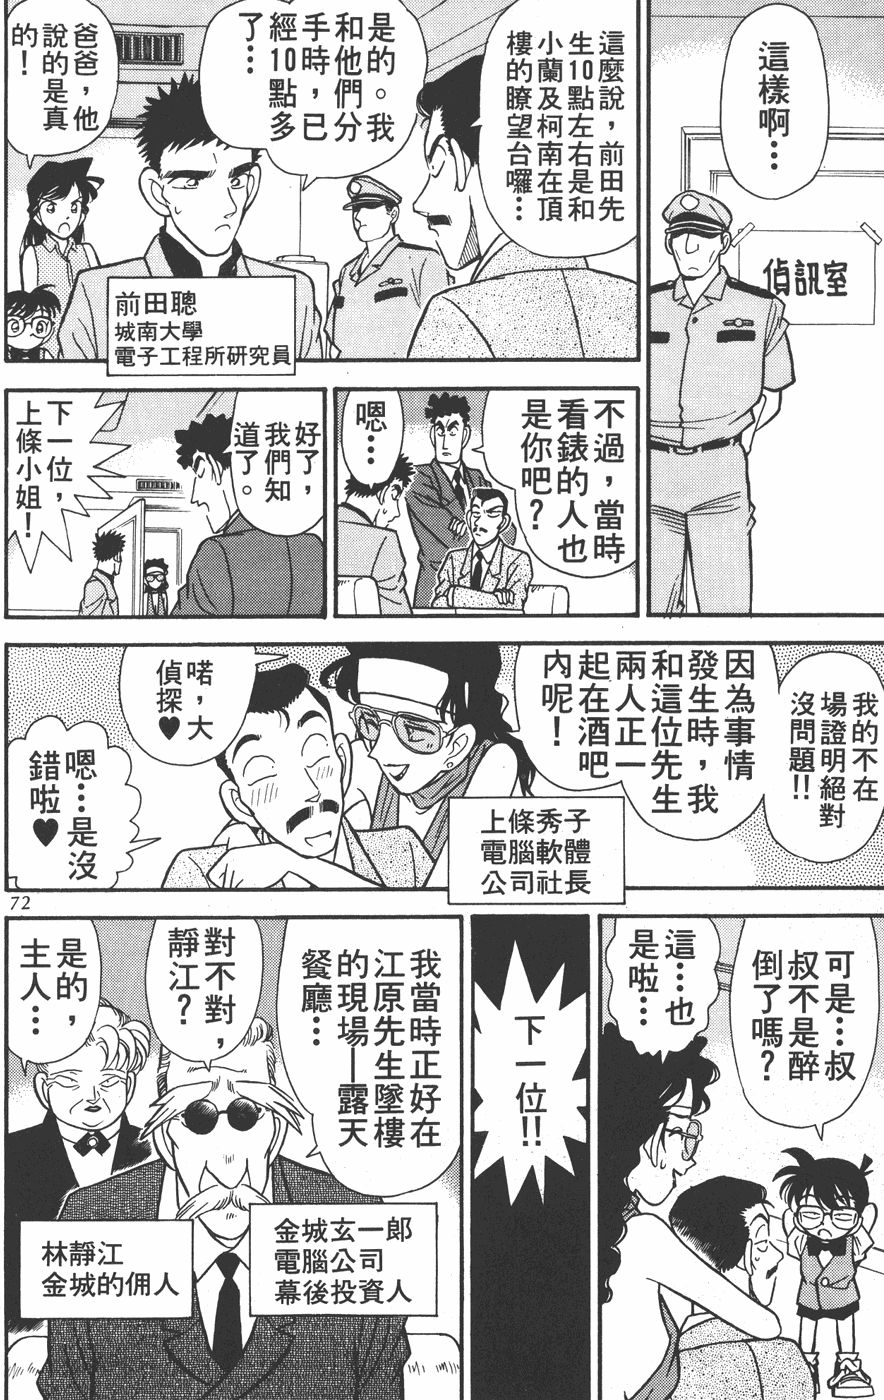 這樣啊…
偵訊室
這麼說，前田先
生10點左右是和
小蘭及柯南在頂
樓的瞭望台囉…
是的。我
和他們分
手時，已
經10點多
了…
爸爸，他
說的是真
的！
前田聰
城南大學
電子工程所研究員
不過，當時
看錶的人也
是你吧？
嗯…
好了，
我們知
道了。
下一位，
上條小姐！
我的不在
場證明絕對
沒問題!!
因為事情
發生時，我
和這位先生
兩人正一
起在酒吧
內呢！
喏，大
偵探♥
嗯…是沒
錯啦♥
上條秀子
電腦軟體
公司社長
72
可是…叔
叔不是醉
倒了嗎？
這…也
是啦…
下一位!!
我當時正好在
江原先生墜樓
的現場—露天
餐廳…
對不對，
靜江？
是的，
主人…
金城玄一郎
電腦公司
幕後投資人
林靜江
金城的佣人